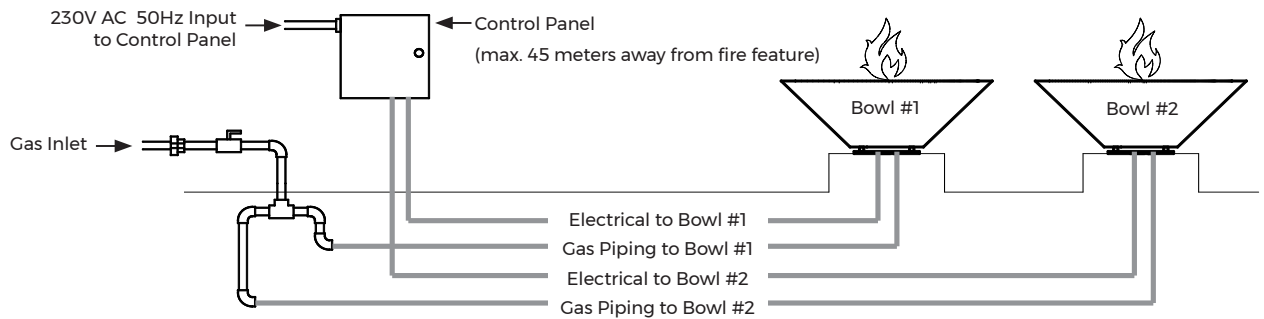 230V AC 50Hz Input
to Control Panel
Control Panel
(max. 45 meters away from fire feature)
Bowl #1
Bowl #2
Gas Inlet
Electrical to Bowl #1
Gas Piping to Bowl #1
Electrical to Bowl #2
Gas Piping to Bowl #2